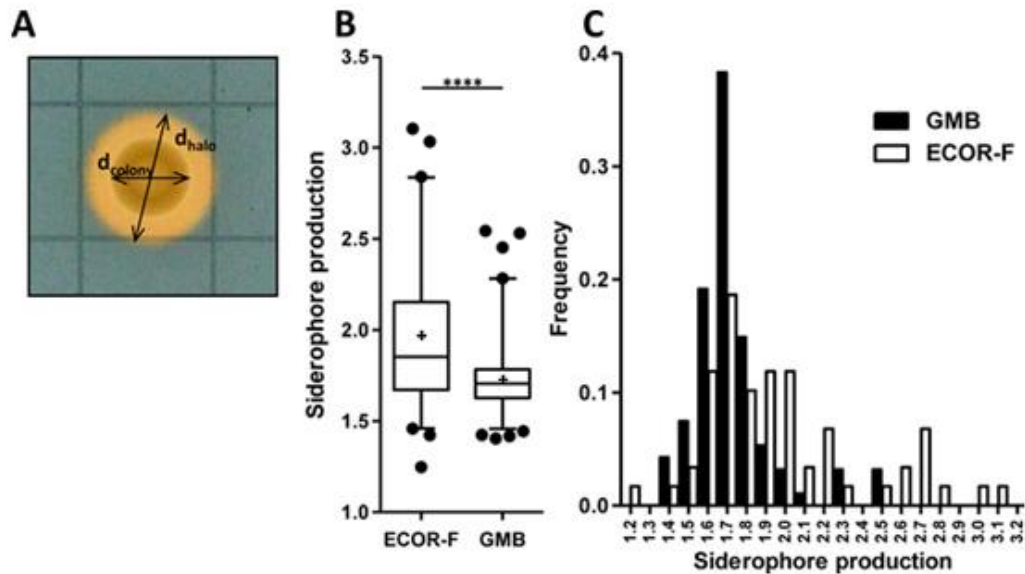 A
B
C
d halo
d colony
Siderophore production
3.5
3.0
2.5
2.0
1.5
1.0
****
ECOR-F
GMB
Frequency
0.4
0.3
0.2
0.1
0.0
GMB
ECOR-F
1.2
1.3
1.4
1.5
1.6
1.7
1.8
1.9
2.0
2.1
2.2
2.3
2.4
2.5
2.6
2.7
2.8
2.9
3.0
3.1
3.2
Siderophore production